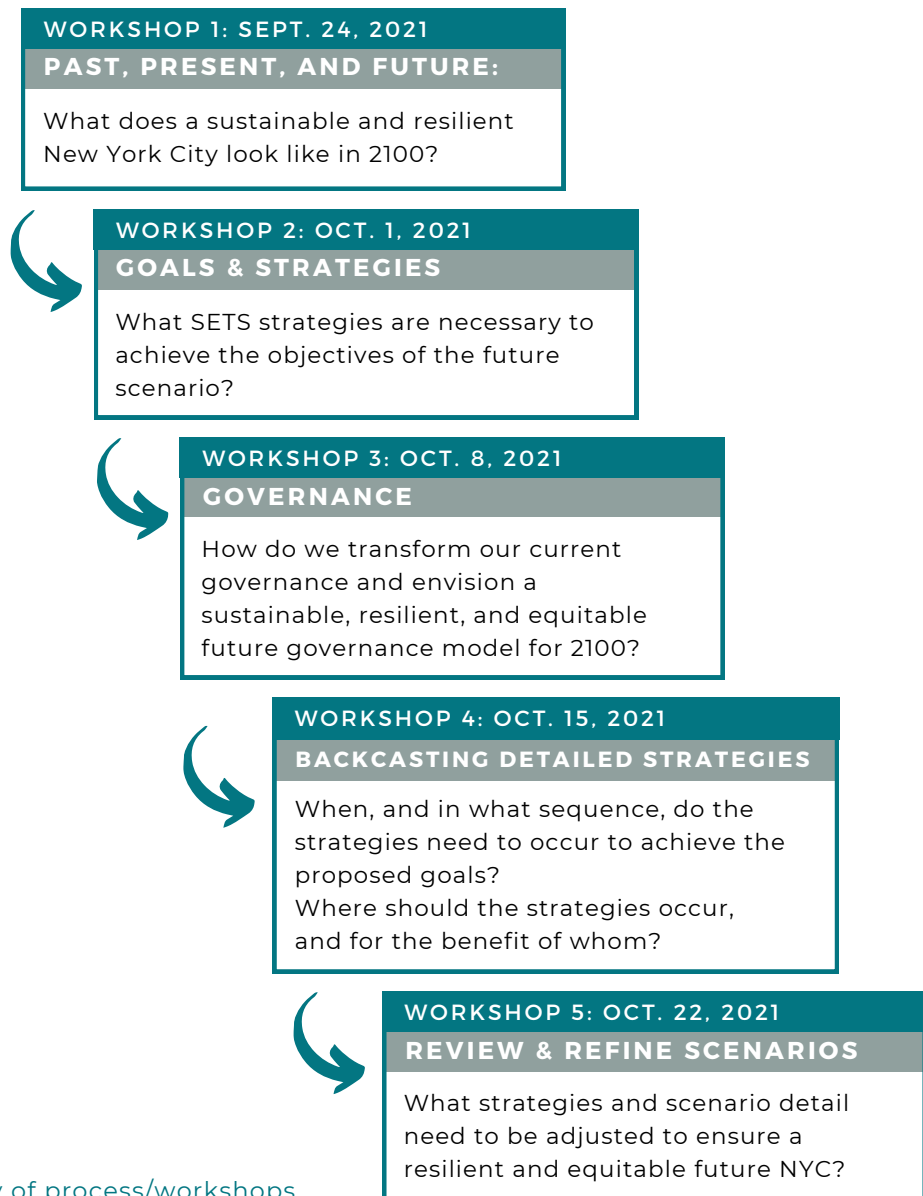 WORKSHOP 1: SEPT. 24, 2021
PAST, PRESENT, AND FUTURE:
What does a sustainable and resilient
New York City look like in 2100?
WORKSHOP 2: OCT. 1, 2021
GOALS & STRATEGIES
What SETS strategies are necessary to
achieve the objectives of the future
scenario?
WORKSHOP 3: OCT. 8, 2021
GOVERNANCE
How do we transform our current
governance and envision a
sustainable, resilient, and equitable
future governance model for 2100?
WORKSHOP 4: OCT. 15, 2021
BACKCASTING DETAILED STRATEGIES
When, and in what sequence, do the
strategies need to occur to achieve the
proposed goals?
Where should the strategies occur,
and for the benefit of whom?
WORKSHOP 5: OCT. 22, 2021
REVIEW & REFINE SCENARIOS
What strategies and scenario detail
need to be adjusted to ensure a
resilient and equitable future NYC?
of process/workshops